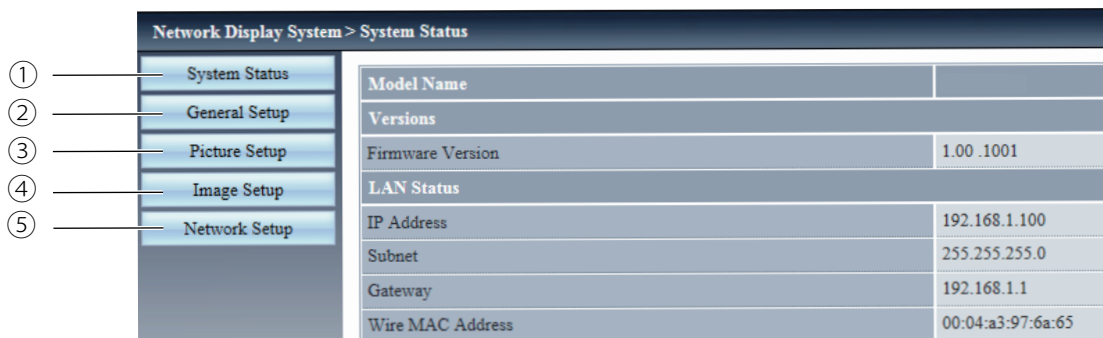 Network Display System > System Status
① System Status
② General Setup
③ Picture Setup
④ Image Setup
⑤ Network Setup
Model Name
Versions
Firmware Version 1.00 .1001
LAN Status
IP Address 192.168.1.100
Subnet 255.255.255.0
Gateway 192.168.1.1
Wire MAC Address 00:04:a3:97:6a:65